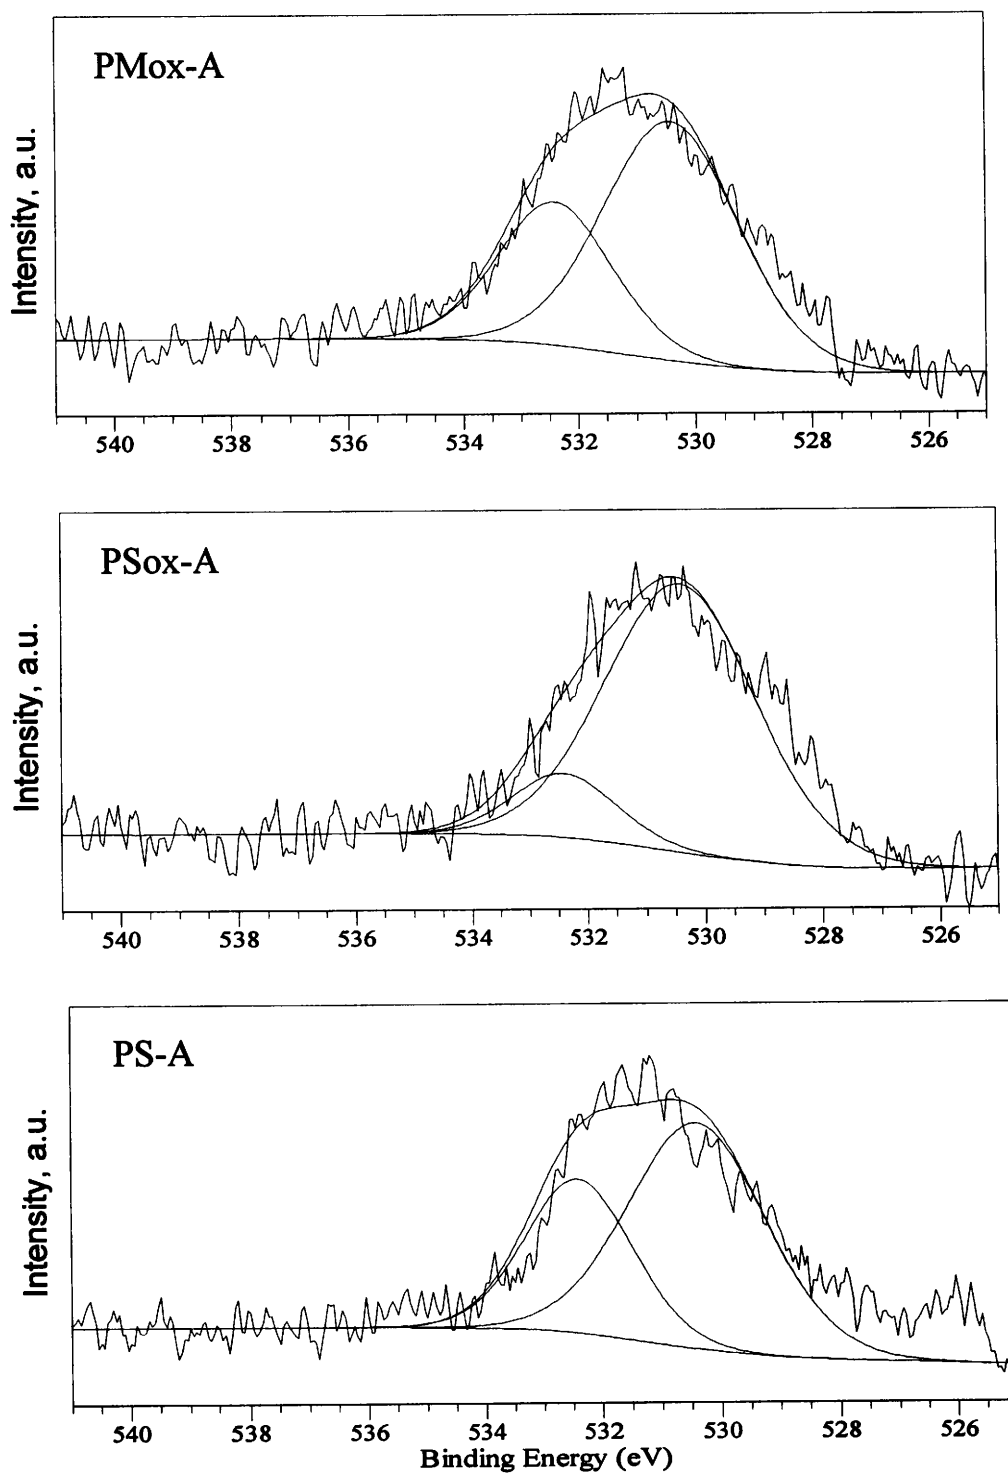 PMox-A
Intensity, a.u.
540 538 536 534 532 530 528 526
PSox-A
Intensity, a.u.
540 538 536 534 532 530 528 526
PS-A
Intensity, a.u.
540 538 536 534 532 530 528 526
Binding Energy (eV)